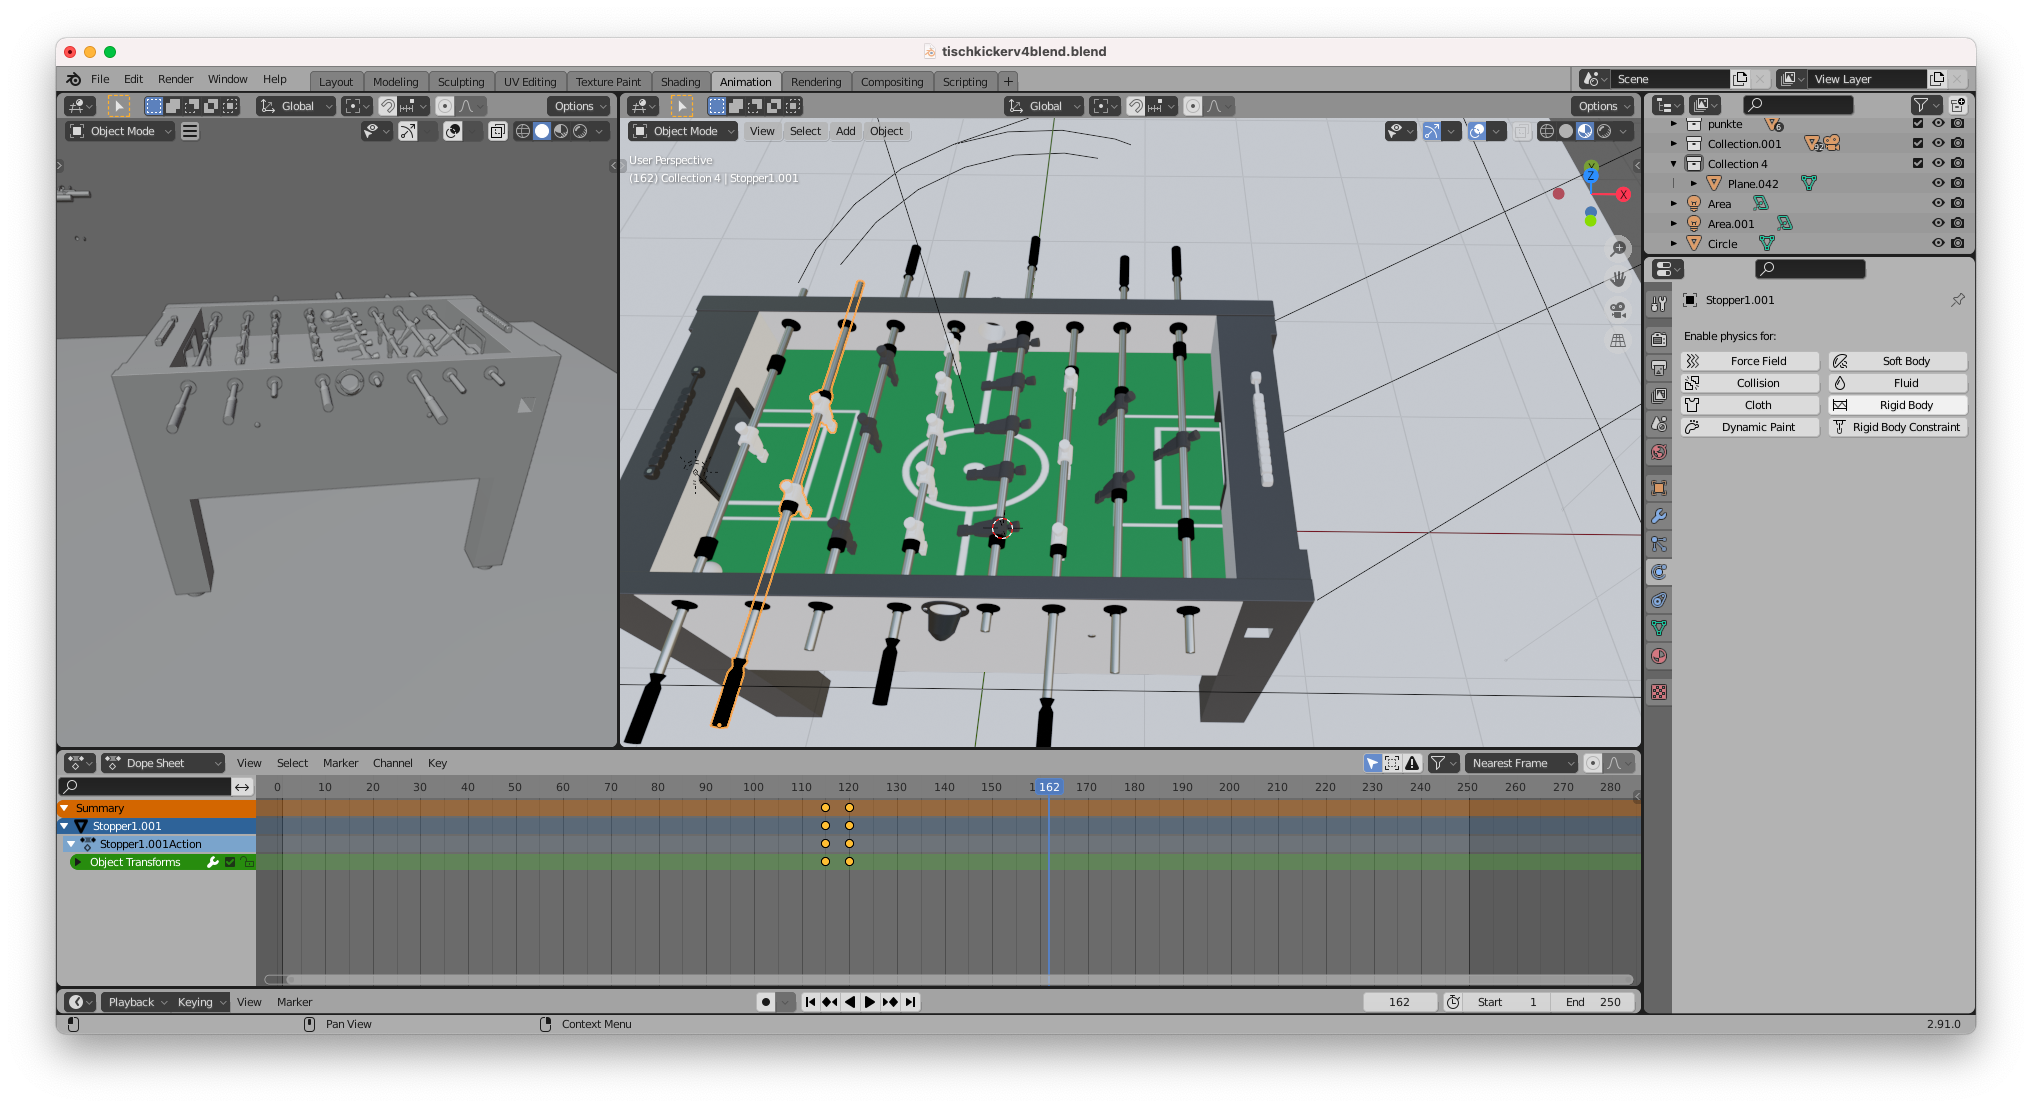 tischkickerv4blend.blend
File Edit Render Window Help Layout Modeling Sculpting UV Editing Texture Paint Shading Animation Rendering Compositing Scripting + Scene View Layer
Global Options
Object Mode
Global Options
Object Mode View Select Add Object
User Perspective
(162) Collection 4 | Stopper1.001
Y
Z
X
punkte 6
Collection.001
Collection 4
Plane.042
Area
Area.001
Circle
Stopper1.001
Enable physics for:
Force Field Soft Body
Collision Fluid
Cloth Rigid Body
Dynamic Paint Rigid Body Constraint
Dope Sheet View Select Marker Channel Key Nearest Frame
0 10 20 30 40 50 60 70 80 90 100 110 120 130 140 150 162 170 180 190 200 210 220 230 240 250 260 270 280
Summary
Stopper1.001
Stopper1.001Action
Object Transforms
Playback Keying View Marker 162 Start 1 End 250
Pan View Context Menu 2.91.0